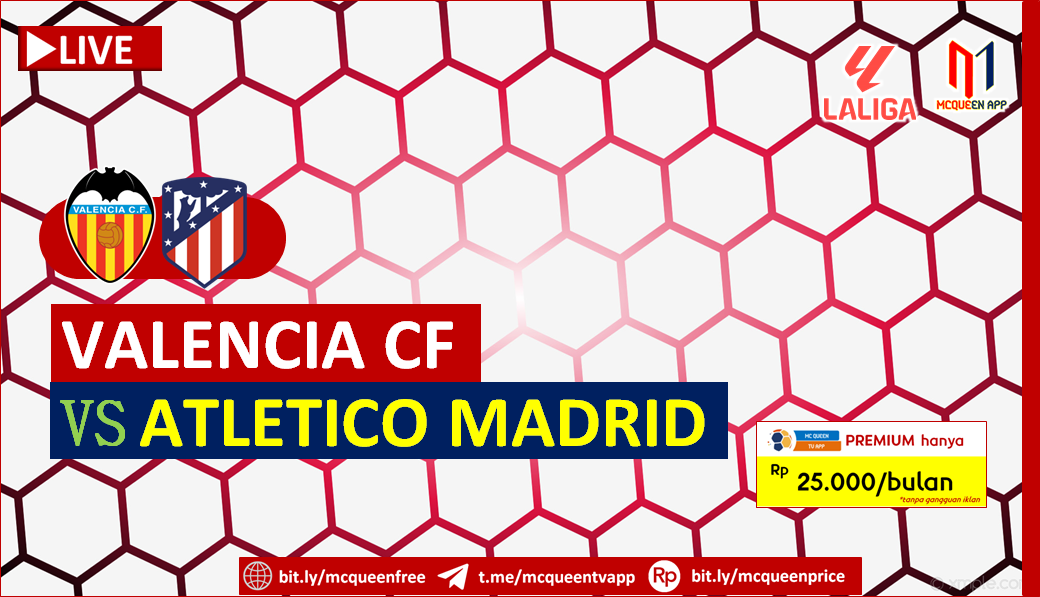 LIVE
LALIGA
MCQUEEN APP
VALENCIA C.F.
VALENCIA CF
VS ATLETICO MADRID
MC QUEEN
TV APP
PREMIUM hanya
Rp 25.000/bulan
*tanpa gangguan iklan
bit.ly/mcqueenfree t.me/mcqueentvapp Rp bit.ly/mcqueenprice